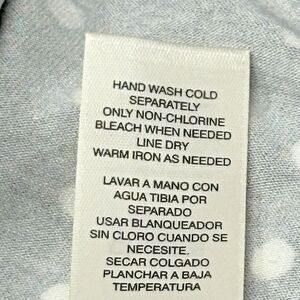 HAND WASH COLD
SEPARATELY
ONLY NON-CHLORINE
BLEACH WHEN NEEDED
LINE DRY
WARM IRON AS NEEDED
LAVAR A MANO CON
AGUA TIBIA POR
SEPARADO
USAR BLANQUEADOR
SIN CLORO CUANDO SE
NECESITE.
SECAR COLGADO
PLANCHAR A BAJA
TEMPERATURA